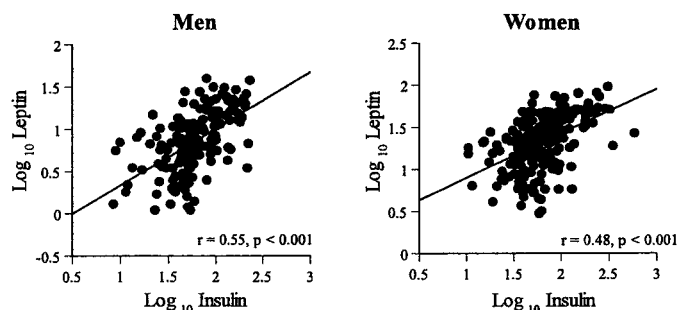 Men
Log 10 Leptin
2
1.5
1
0.5
0
-0.5
r = 0.55, p < 0.001
0.5 1 1.5 2 2.5 3
Log 10 Insulin
Women
Log 10 Leptin
2.5
2
1.5
1
0.5
0
r = 0.48, p < 0.001
0.5 1 1.5 2 2.5 3
Log 10 Insulin